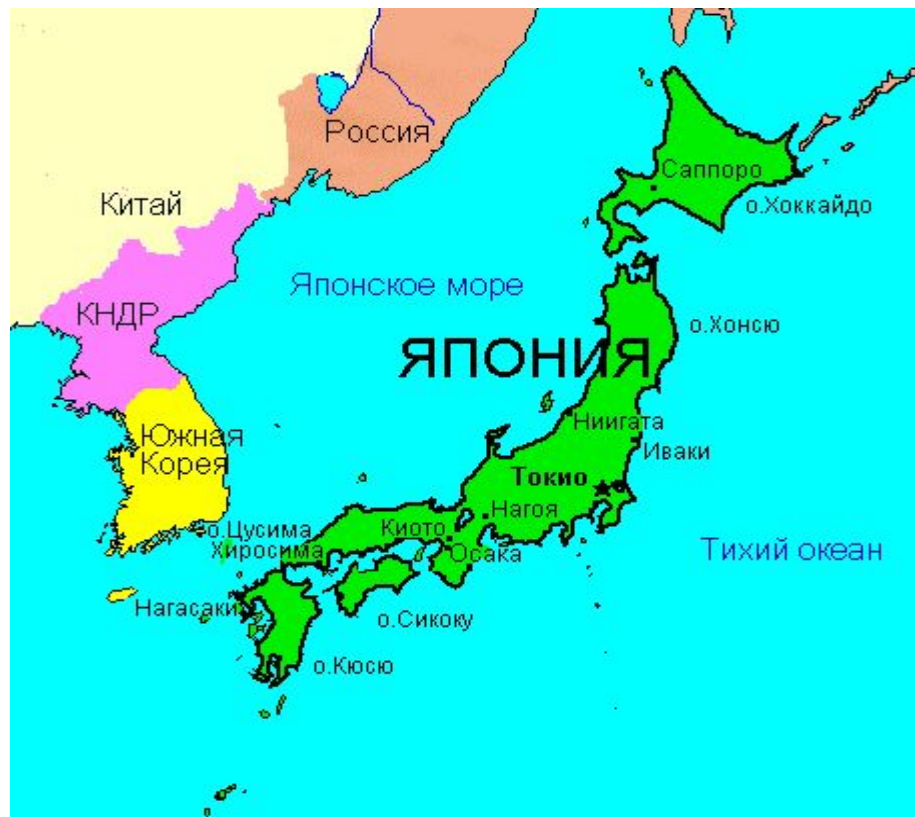 Россия
Саппоро
Китай
о.Хоккайдо
Японское море
КНДР
о.Хонсю
ЯПОНИЯ
Ниигата
Южная
Корея
Иваки
Токио
Нагоя
о.Цусима
Киото
Хиросима
Осака
Тихий океан
Нагасаки
о.Сикоку
о.Кюсю